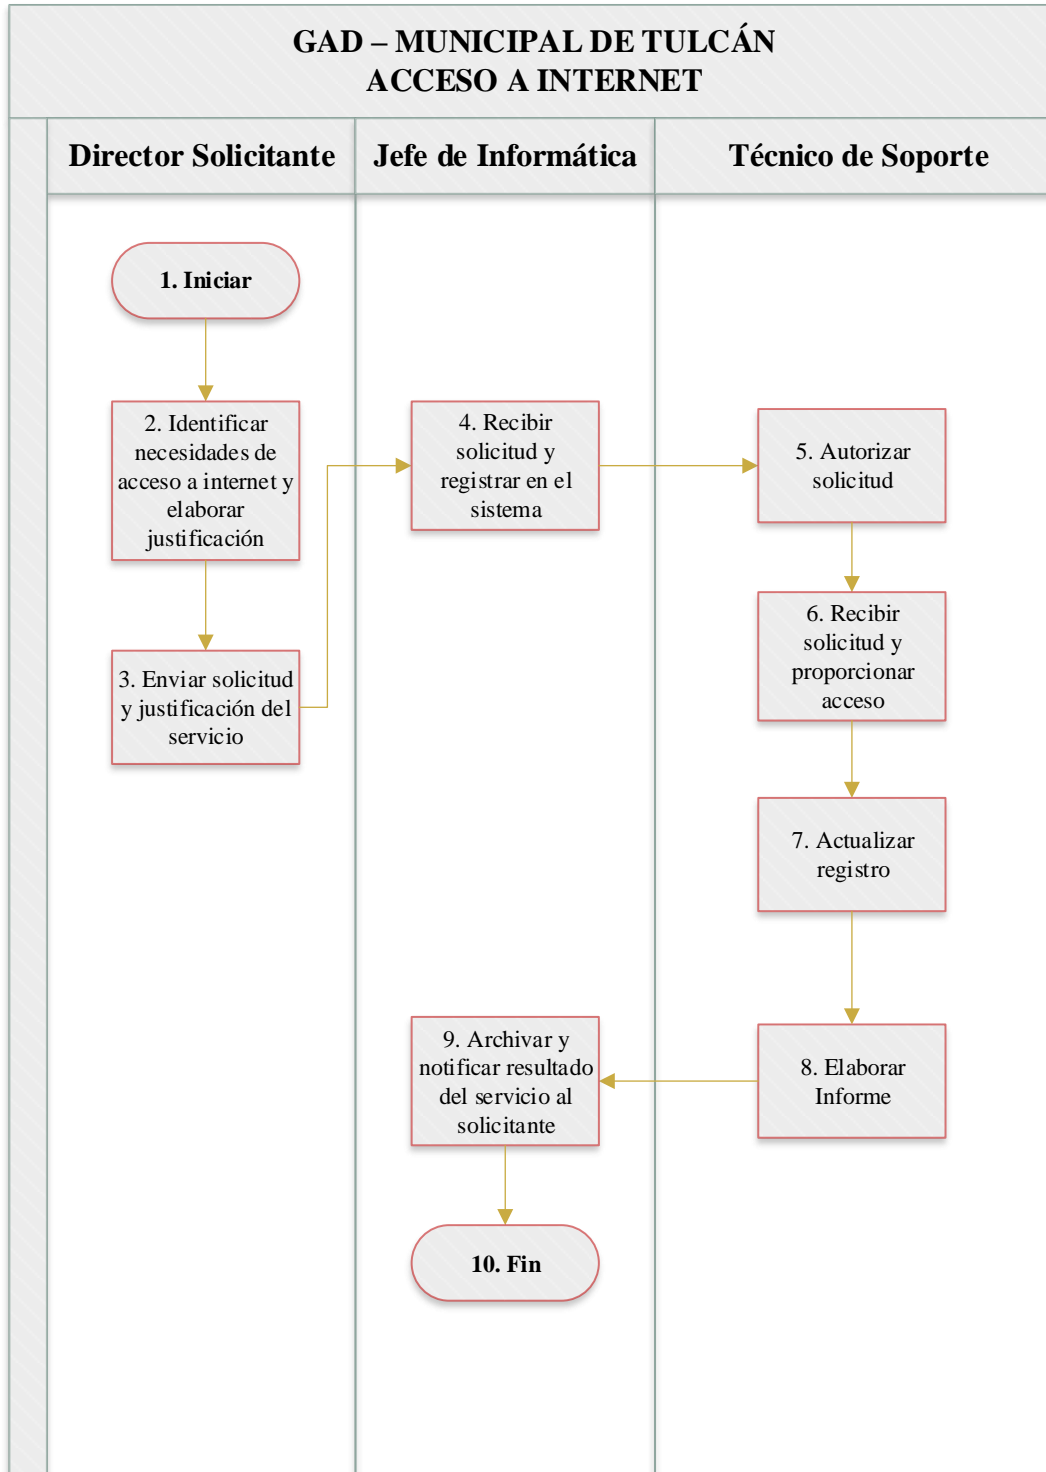 GAD – MUNICIPAL DE TULCÁN
ACCESO A INTERNET
Director Solicitante
Jefe de Informática
Técnico de Soporte
1. Iniciar
2. Identificar
necesidades de
acceso a internet y
elaborar
justificación
3. Enviar solicitud
y justificación del
servicio
4. Recibir
solicitud y
registrar en el
sistema
5. Autorizar
solicitud
6. Recibir
solicitud y
proporcionar
acceso
7. Actualizar
registro
8. Elaborar
Informe
9. Archivar y
notificar resultado
del servicio al
solicitante
10. Fin